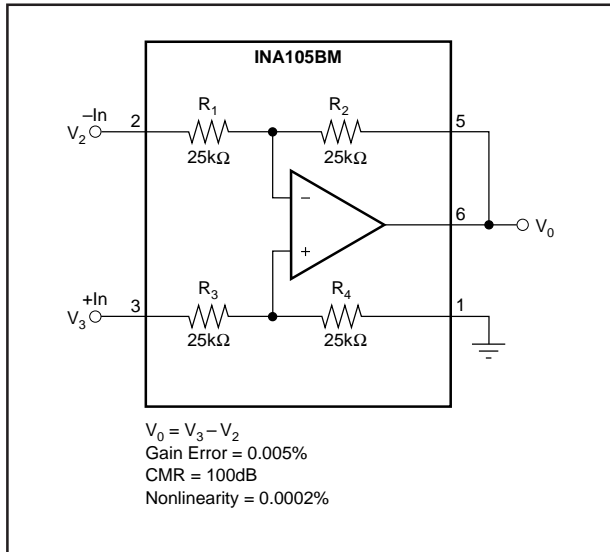 INA105BM
–In
V2
2
R1
25kΩ
R2
25kΩ
5
–
+
6
V0
+In
V3
3
R3
25kΩ
R4
25kΩ
1
V0 = V3 – V2
Gain Error = 0.005%
CMR = 100dB
Nonlinearity = 0.0002%